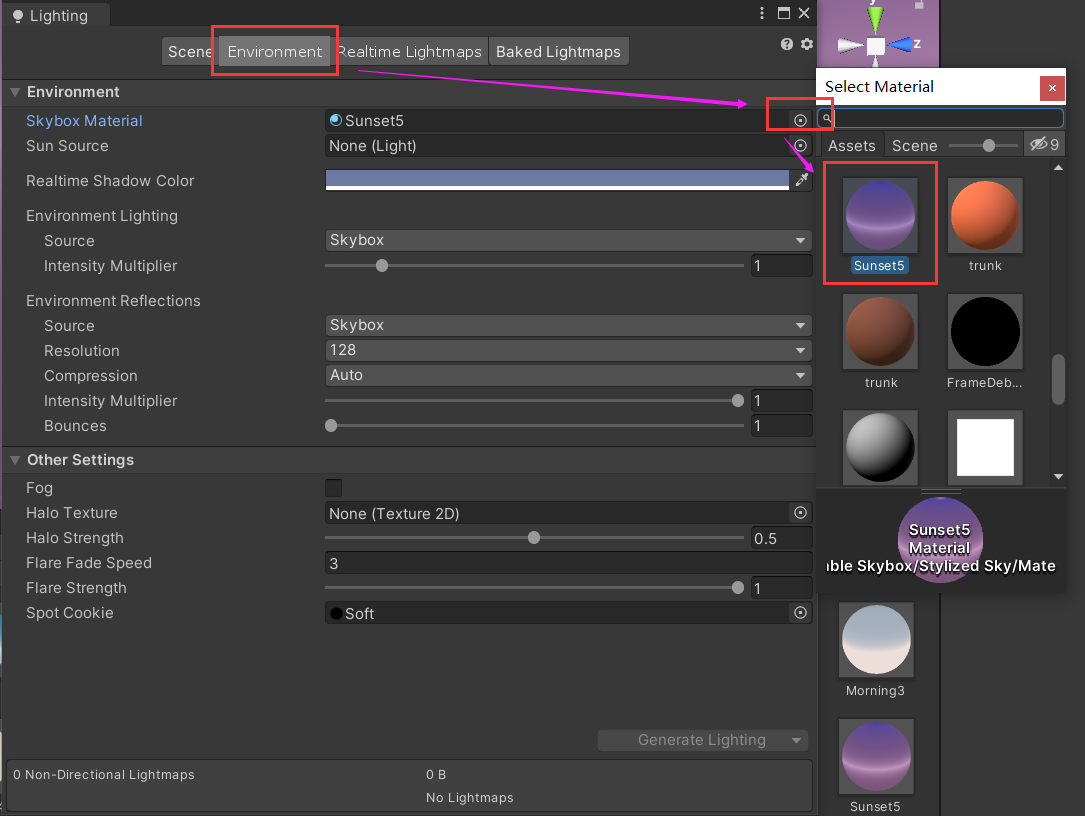 Lighting
Scene
Environment
Realtime Lightmaps
Baked Lightmaps
Environment
Skybox Material
Sunset5
Sun Source
None (Light)
Realtime Shadow Color
Environment Lighting
Source
Skybox
Intensity Multiplier
1
Environment Reflections
Source
Skybox
Resolution
128
Compression
Auto
Intensity Multiplier
1
Bounces
1
Other Settings
Fog
Halo Texture
None (Texture 2D)
Halo Strength
0.5
Flare Fade Speed
3
Flare Strength
1
Spot Cookie
Soft
Generate Lighting
0 Non-Directional Lightmaps
0 B
No Lightmaps
y
z
Select Material
Assets
Scene
9
Sunset5
trunk
trunk
FrameDeb...
Sunset5
Material
able Skybox/Stylized Sky/Mate
Morning3
Sunset5